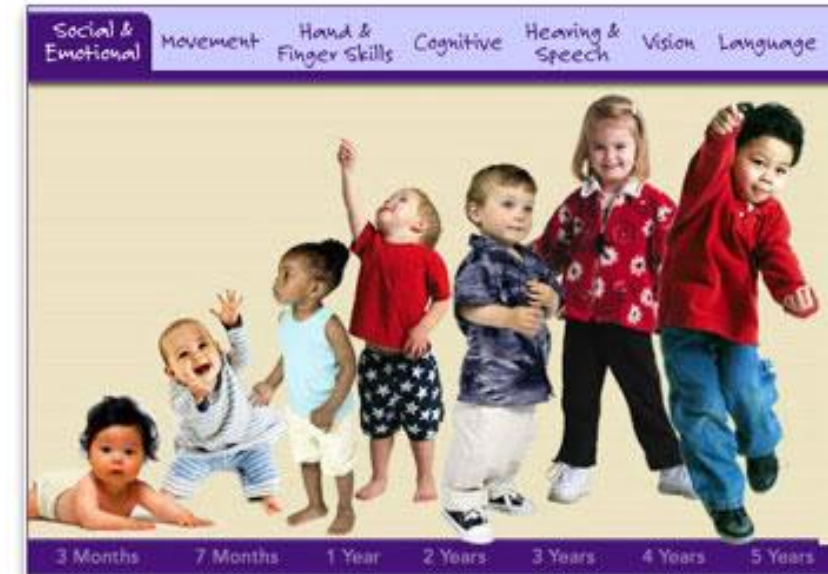 Social &
Emotional
Movement
Hand &
Finger Skills
Cognitive
Hearing &
Speech
Vision
Language
3 Months
7 Months
1 Year
2 Years
3 Years
4 Years
5 Years